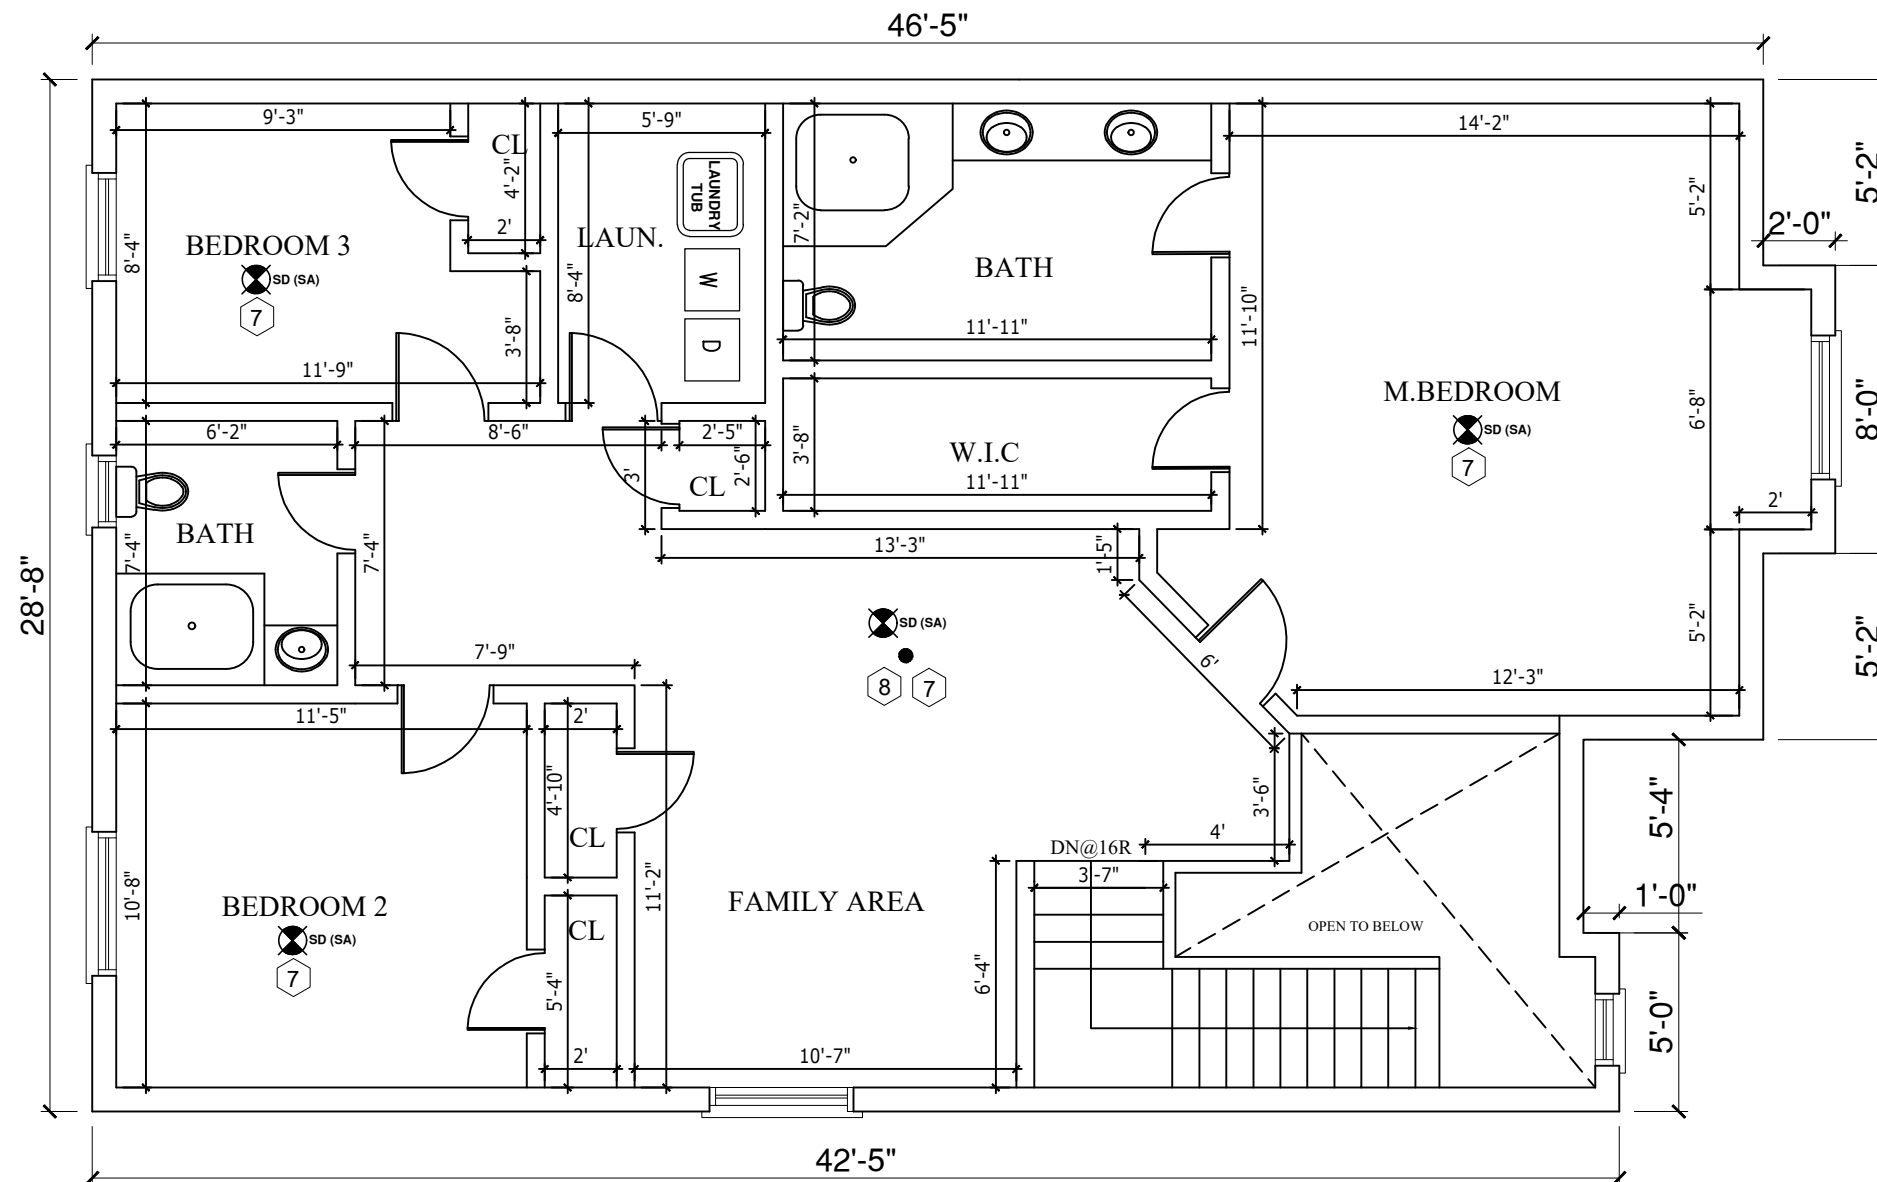 46'-5"
9'-3"
CL
4'-2"
2'
5'-9"
LAUNDRY
TUB
14'-2"
5'-2"
5'-2"
2'-0"
BEDROOM 3
SD (SA)
7
8'-4"
LAUN.
8'-4"
W
D
7'-2"
BATH
11'-11"
11'-10"
3'-8"
11'-9"
M.BEDROOM
SD (SA)
7
6'-8"
8'-0"
6'-2"
8'-6"
2'-5"
3'
2'-6"
CL
3'-8"
W.I.C
11'-11"
2'
BATH
7'-4"
7'-4"
13'-3"
1'-5"
28'-8"
SD (SA)
8
7
6'
5'-2"
5'-2"
12'-3"
7'-9"
11'-5"
2'
4'-10"
CL
3'-6"
4'
DN@16R
3'-7"
5'-4"
10'-8"
BEDROOM 2
SD (SA)
7
11'-2"
FAMILY AREA
CL
5'-4"
2'
6'-4"
OPEN TO BELOW
1'-0"
5'-0"
10'-7"
42'-5"